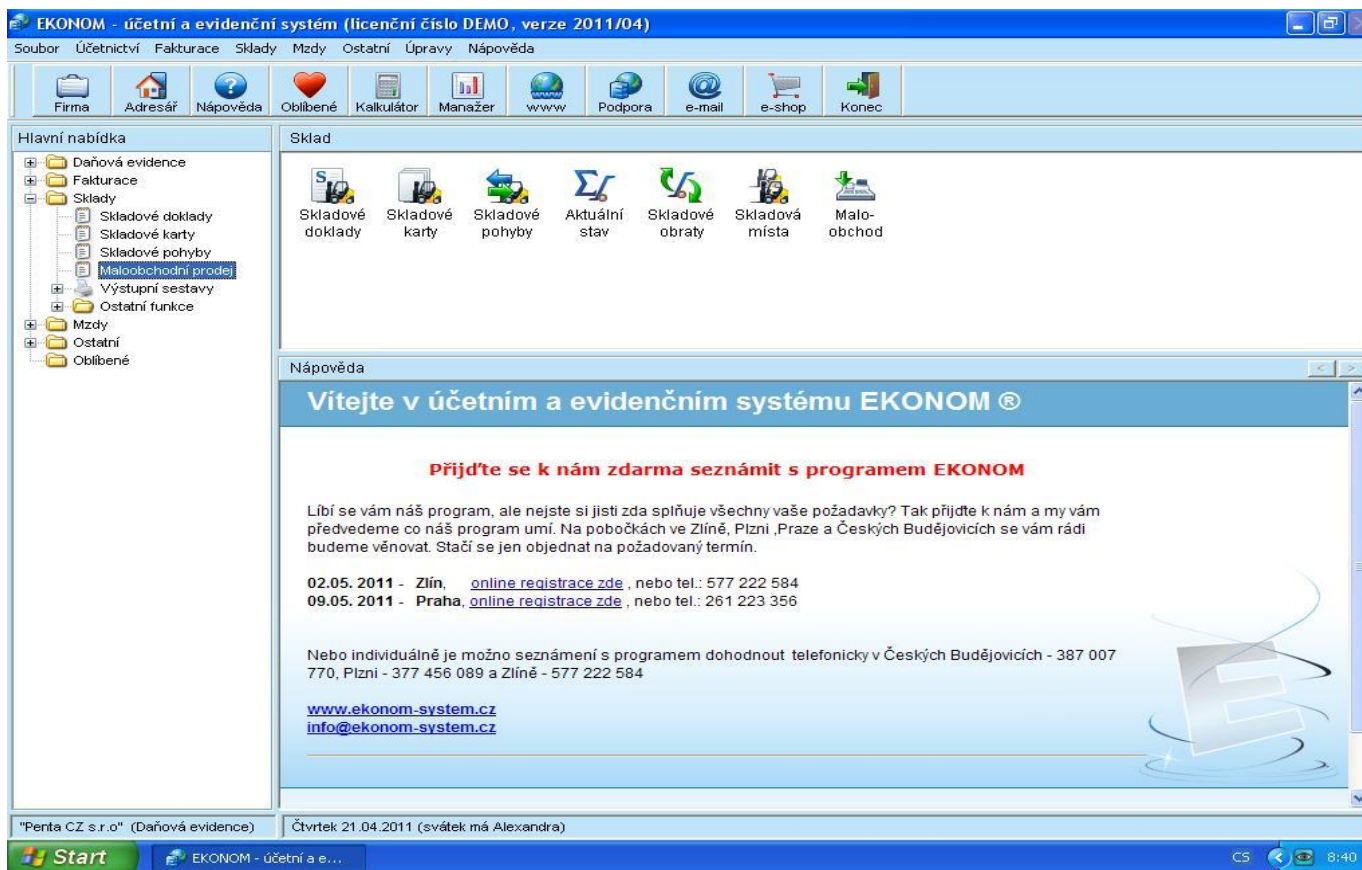 EKONOM - účetní a evidenční systém (licenční číslo DEMO, verze 2011/04)
Soubor Účetnictví Fakturace Sklady Mzdy Ostatní Úpravy Nápověda
Firma Adresář Nápověda Oblíbené Kalkulátor Manažer www Podpora e-mail e-shop Konec
Hlavní nabídka
Daňová evidence
Fakturace
Sklady
Skladové doklady
Skladové karty
Skladové pohyby
Maloobchodní prodej
Výstupní sestavy
Ostatní funkce
Mzdy
Ostatní
Oblíbené
Sklad
Skladové doklady
Skladové karty
Skladové pohyby
Aktuální stav
Skladové obraty
Skladová místa
Malo-
obchod
Nápověda
Vítejte v účetním a evidenčním systému EKONOM ®
Přijďte se k nám zdarma seznámit s programem EKONOM
Líbí se vám náš program, ale nejste si jisti zda splňuje všechny vaše požadavky? Tak přijďte k nám a my vám
předvedeme co náš program umí. Na pobočkách ve Zlíně, Plzni ,Praze a Českých Budějovicích se vám rádi
budeme věnovat. Stačí se jen objednat na požadovaný termín.
02.05. 2011 - Zlín, online registrace zde , nebo tel.: 577 222 584
09.05. 2011 - Praha, online registrace zde , nebo tel.: 261 223 356
Nebo individuálně je možno seznámení s programem dohodnout telefonicky v Českých Budějovicích - 387 007
770, Plzni - 377 456 089 a Zlíně - 577 222 584
www.ekonom-system.cz
info@ekonom-system.cz
"Penta CZ s.r.o" (Daňová evidence)
Čtvrtek 21.04.2011 (svátek má Alexandra)
Start
EKONOM - účetní a e...
CS
8:40